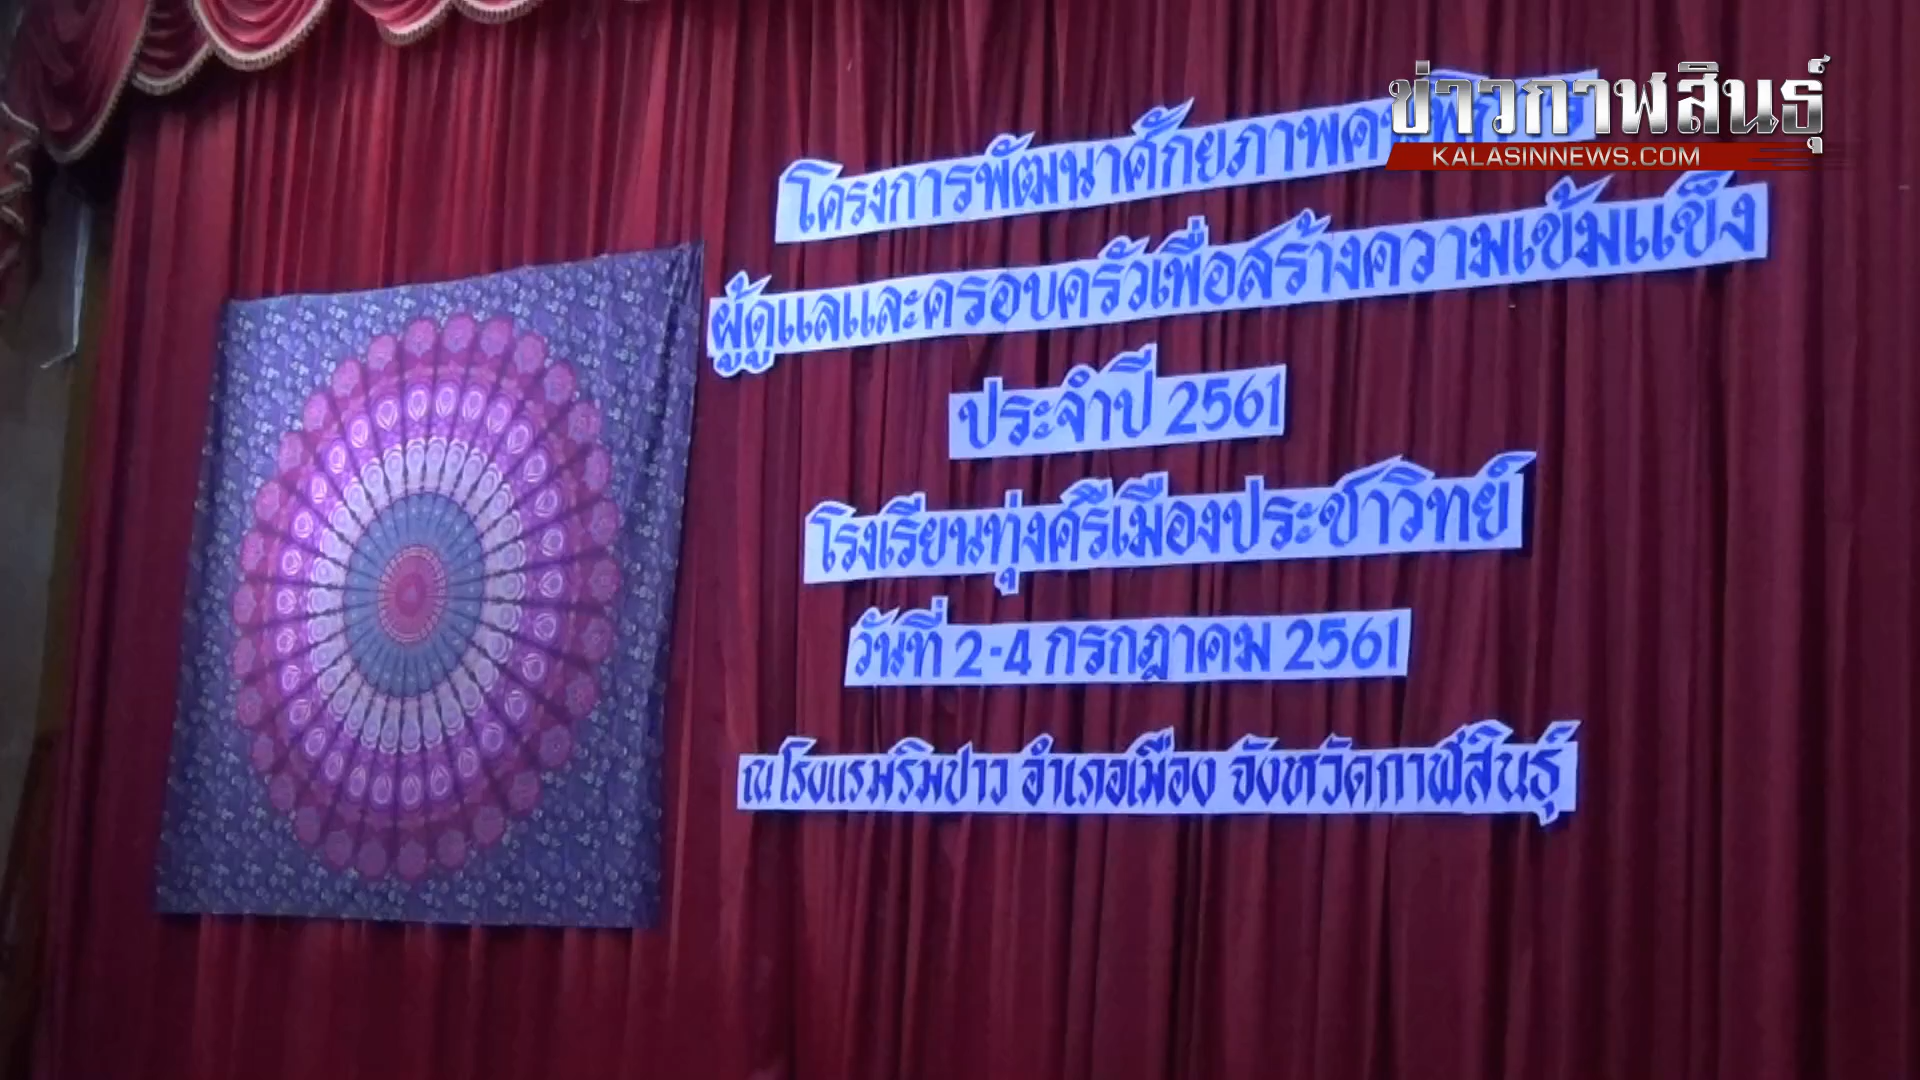 ข่าวกาฬสินธุ์
KALASINNEWS.COM
โครงการพัฒนาศักยภาพคนพิการ
ผู้ดูแลและครอบครัวเพื่อสร้างความเข้มแข็ง
ประจำปี 2561
โรงเรียนทุ่งศรีเมืองประชาวิทย์
วันที่ 2-4 กรกฎาคม 2561
ณ โรงแรมริมปาว อำเภอเมือง จังหวัดกาฬสินธุ์